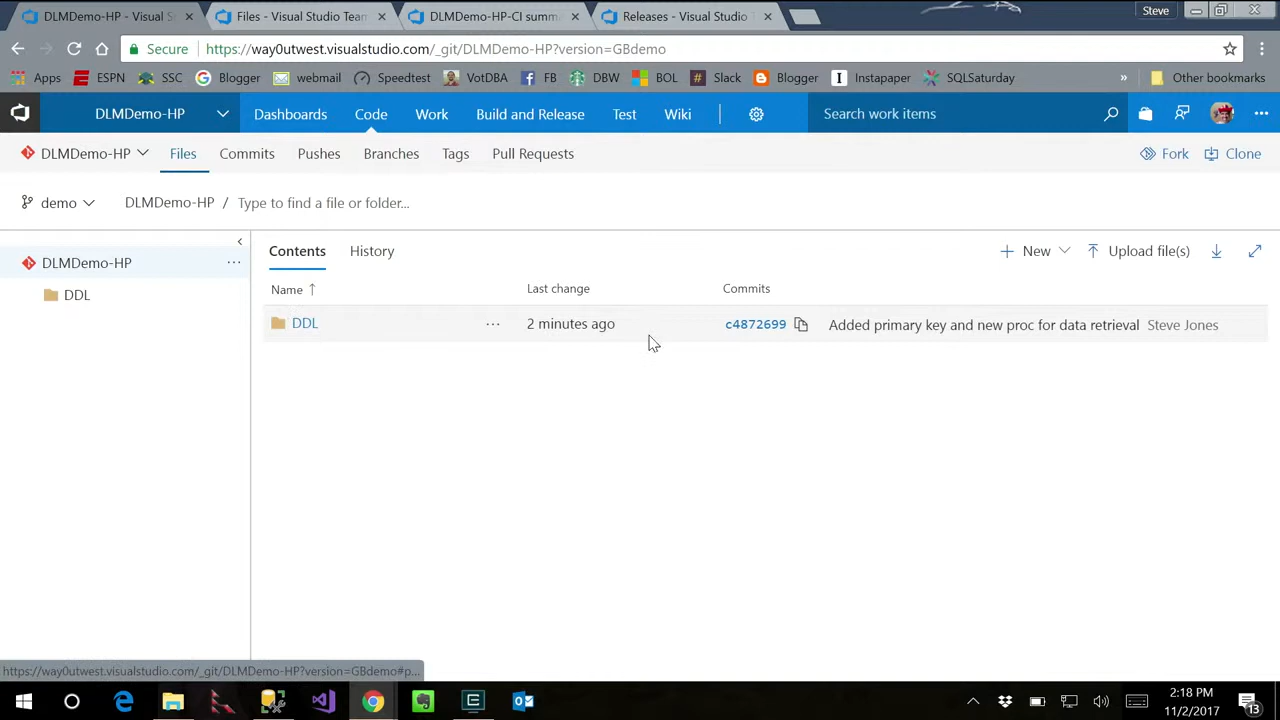 DLMDemo-HP - Visual S
Files - Visual Studio Team
DLMDemo-HP-CI summ
Releases - Visual Studio T
Steve
Secure
https://way0utwest.visualstudio.com/_git/DLMDemo-HP?version=GBdemo
Apps
ESPN
SSC
Blogger
webmail
Speedtest
VotDBA
FB
DBW
BOL
Slack
Blogger
Instapaper
SQLSaturday
»
Other bookmarks
DLMDemo-HP
Dashboards
Code
Work
Build and Release
Test
Wiki
Search work items
DLMDemo-HP
Files
Commits
Pushes
Branches
Tags
Pull Requests
Fork
Clone
demo
DLMDemo-HP / Type to find a file or folder...
DLMDemo-HP
DDL
Contents
History
New
Upload file(s)
Name
Last change
Commits
DDL
2 minutes ago
c4872699
Added primary key and new proc for data retrieval
Steve Jones
https://way0utwest.visualstudio.com/_git/DLMDemo-HP?version=GBdemo#p...
2:18 PM
11/2/2017
13